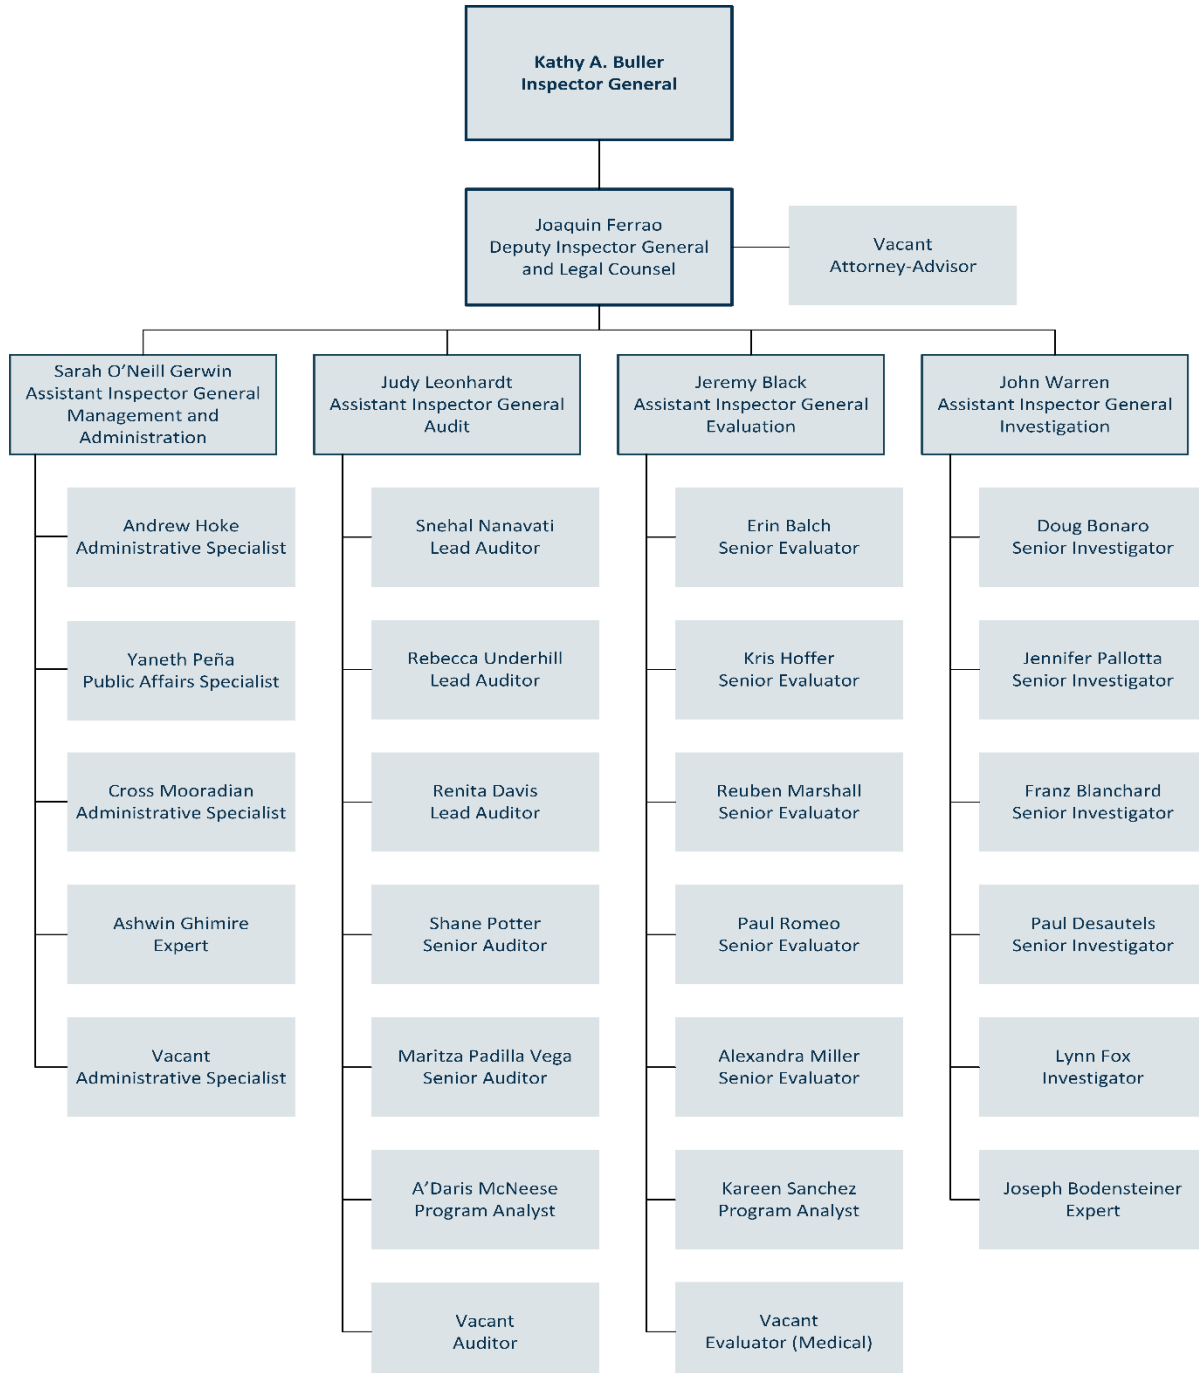 Kathy A. Buller
Inspector General
Joaquin Ferrao
Deputy Inspector General
and Legal Counsel
Vacant
Attorney-Advisor
Sarah O’Neill Gerwin
Assistant Inspector General
Management and
Administration
Andrew Hoke
Administrative Specialist
Yaneth Peña
Public Affairs Specialist
Cross Mooradian
Administrative Specialist
Ashwin Ghimire
Expert
Vacant
Administrative Specialist
Judy Leonhardt
Assistant Inspector General
Audit
Snehal Nanavati
Lead Auditor
Rebecca Underhill
Lead Auditor
Renita Davis
Lead Auditor
Shane Potter
Senior Auditor
Maritza Padilla Vega
Senior Auditor
A’Daris McNeese
Program Analyst
Vacant
Auditor
Jeremy Black
Assistant Inspector General
Evaluation
Erin Balch
Senior Evaluator
Kris Hoffer
Senior Evaluator
Reuben Marshall
Senior Evaluator
Paul Romeo
Senior Evaluator
Alexandra Miller
Senior Evaluator
Kareen Sanchez
Program Analyst
Vacant
Evaluator (Medical)
John Warren
Assistant Inspector General
Investigation
Doug Bonaro
Senior Investigator
Jennifer Pallotta
Senior Investigator
Franz Blanchard
Senior Investigator
Paul Desautels
Senior Investigator
Lynn Fox
Investigator
Joseph Bodensteiner
Expert